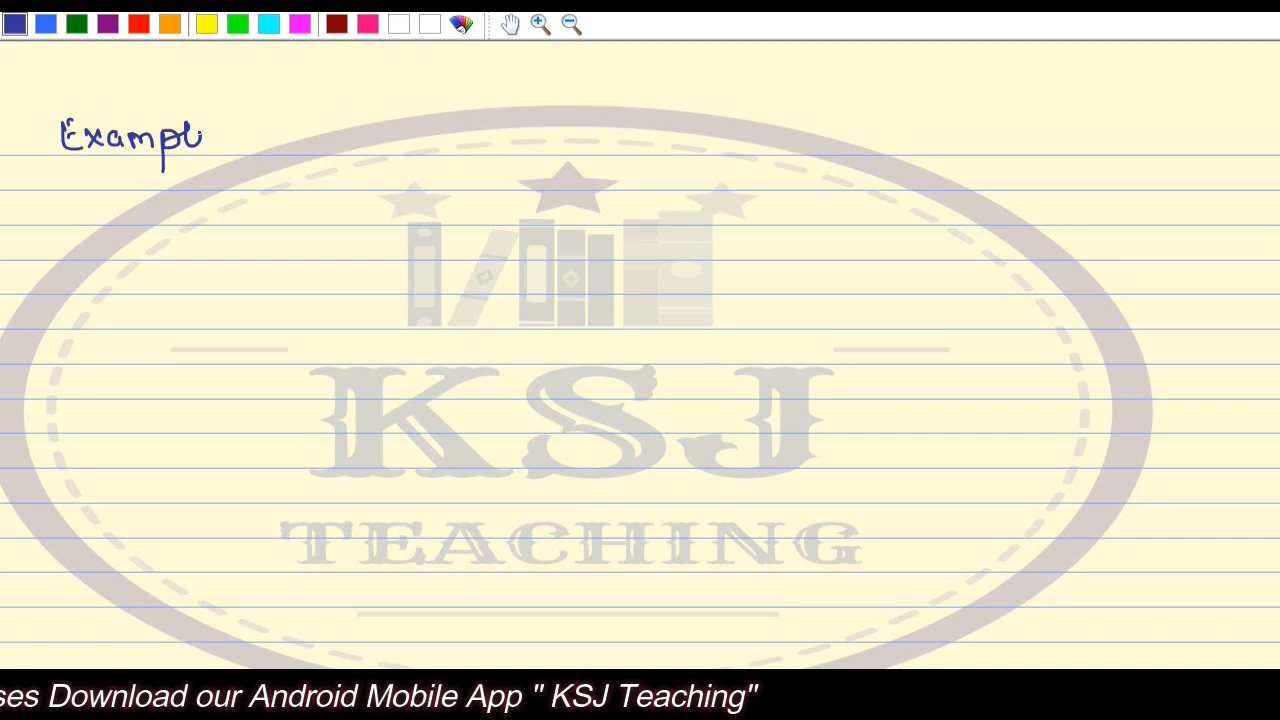 Exampl
KSJ
TEACHING
ses Download our Android Mobile App " KSJ Teaching"